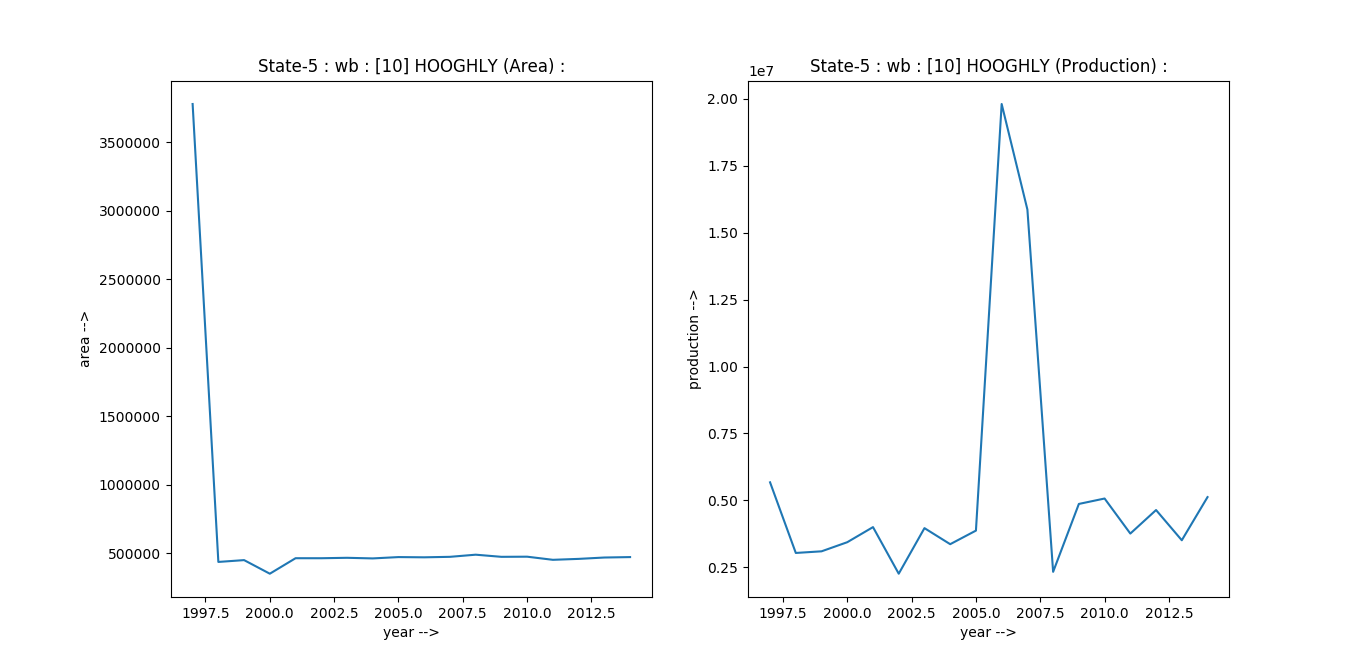 State-5 : wb : [10] HOOGHLY (Area) :
3500000
3000000
2500000
2000000
1500000
1000000
500000
area -->
1997.5 2000.0 2002.5 2005.0 2007.5 2010.0 2012.5
year -->
State-5 : wb : [10] HOOGHLY (Production) :
1e7
2.00
1.75
1.50
1.25
1.00
0.75
0.50
0.25
production -->
1997.5 2000.0 2002.5 2005.0 2007.5 2010.0 2012.5
year -->